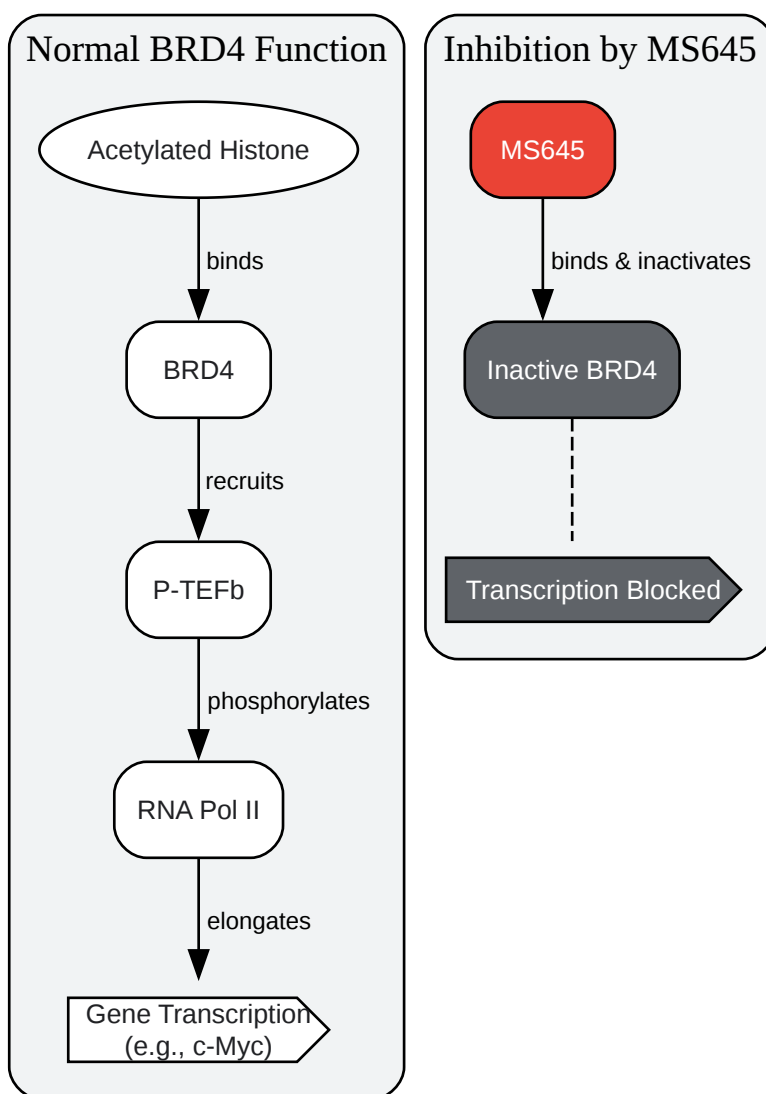 Normal BRD4 Function
Acetylated Histone
binds
BRD4
recruits
P-TEFb
phosphorylates
RNA Pol II
elongates
Gene Transcription
(e.g., c-Myc)
Inhibition by MS645
MS645
binds & inactivates
Inactive BRD4
Transcription Blocked